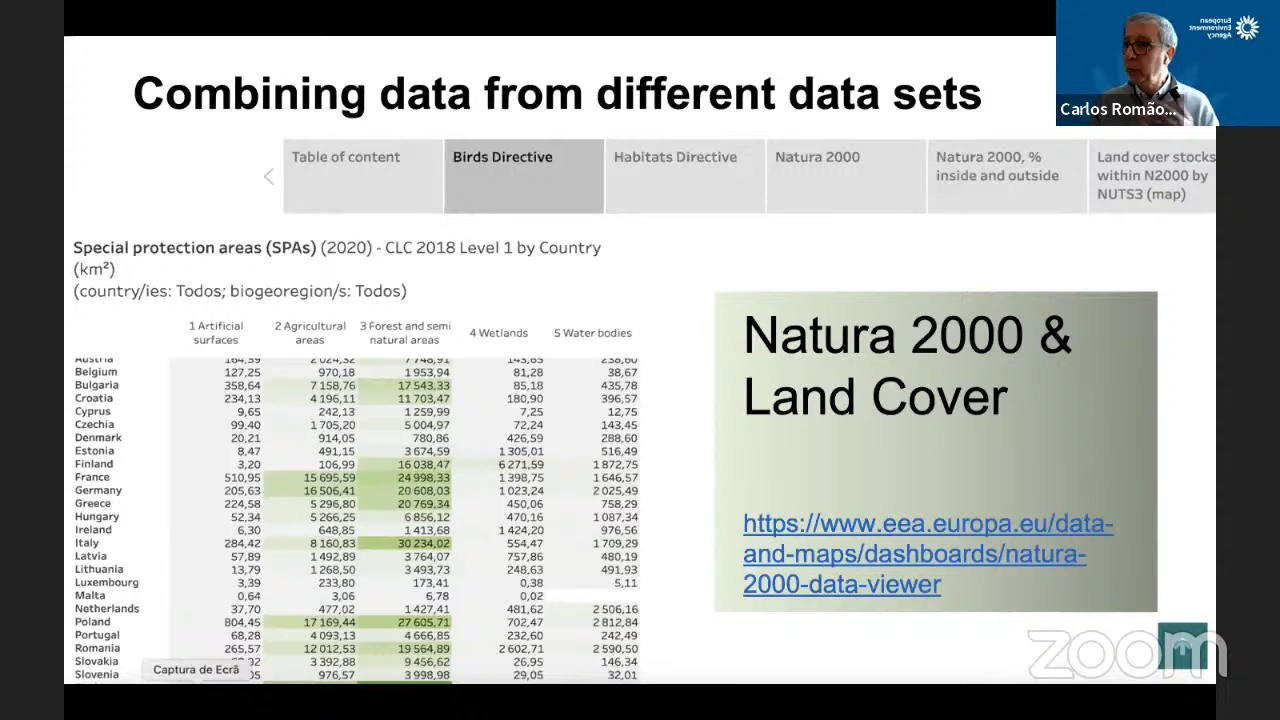 Combining data from different data sets
European
Environment
Agency
Carlos Romão...
Table of content
Birds Directive
Habitats Directive
Natura 2000
Natura 2000, %
inside and outside
Land cover stocks
within N2000 by
NUTS3 (map)
Special protection areas (SPAs) (2020) - CLC 2018 Level 1 by Country
(km²)
(country/ies: Todos; biogeoregion/s: Todos)
1 Artificial surfaces 2 Agricultural areas 3 Forest and semi natural areas 4 Wetlands 5 Water bodies
Austria 164,39 2 024,32 7 748,91 143,65 238,60
Belgium 127,25 970,18 1 953,94 81,28 38,67
Bulgaria 358,64 7 158,76 17 543,33 85,18 435,78
Croatia 234,13 4 196,11 11 703,47 180,90 396,57
Cyprus 9,65 242,13 1 259,99 7,25 12,75
Czechia 99,40 1 705,20 5 004,97 72,24 143,45
Denmark 20,21 914,05 780,86 426,59 288,60
Estonia 8,47 491,15 3 674,59 1 305,01 516,49
Finland 3,20 106,99 16 038,47 6 271,59 1 872,75
France 510,95 15 695,59 24 998,33 1 398,75 1 646,57
Germany 205,63 16 506,41 20 608,03 1 023,24 2 025,49
Greece 224,58 5 296,80 20 769,34 450,06 758,29
Hungary 52,34 5 266,25 6 856,12 470,16 1 087,34
Ireland 6,30 648,85 1 413,68 1 424,20 976,56
Italy 284,42 8 160,83 30 234,02 554,47 1 709,29
Latvia 57,89 1 492,89 3 764,07 757,86 480,19
Lithuania 13,79 1 268,50 3 493,73 248,63 491,93
Luxembourg 3,39 233,80 173,41 0,38 5,11
Malta 0,64 3,06 6,78 0,02
Netherlands 37,70 477,02 1 427,41 481,62 2 506,16
Poland 804,45 17 169,44 27 605,71 702,47 2 812,84
Portugal 68,28 4 093,13 4 666,85 232,60 242,49
Romania 265,57 12 012,53 19 564,89 2 602,71 2 590,50
Slovakia 3 392,88 9 456,62 26,95 146,34
Slovenia 976,57 3 998,98 29,05 32,01
Captura de Ecrã
Natura 2000 &
Land Cover
https://www.eea.europa.eu/data-
and-maps/dashboards/natura-
2000-data-viewer
zoom